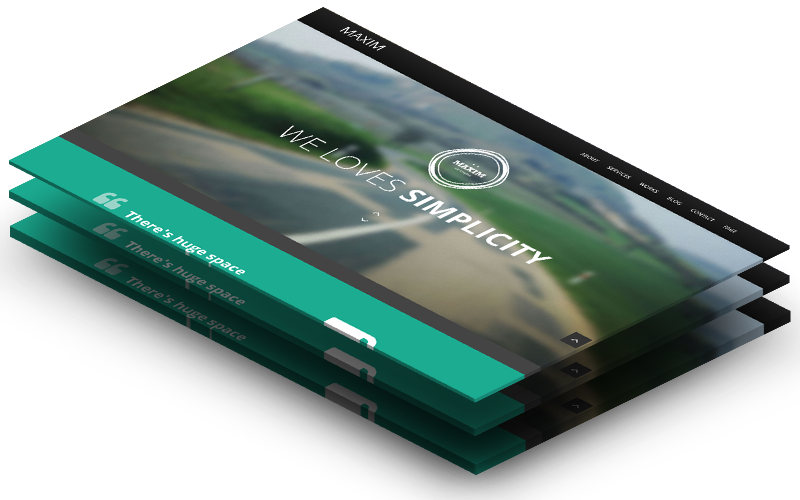 MAXIM
ABOUT SERVICES WORKS BLOG CONTACT PAGE
MAXIM
WE LOVES SIMPLICITY
There's huge space
There's huge space
There's huge space